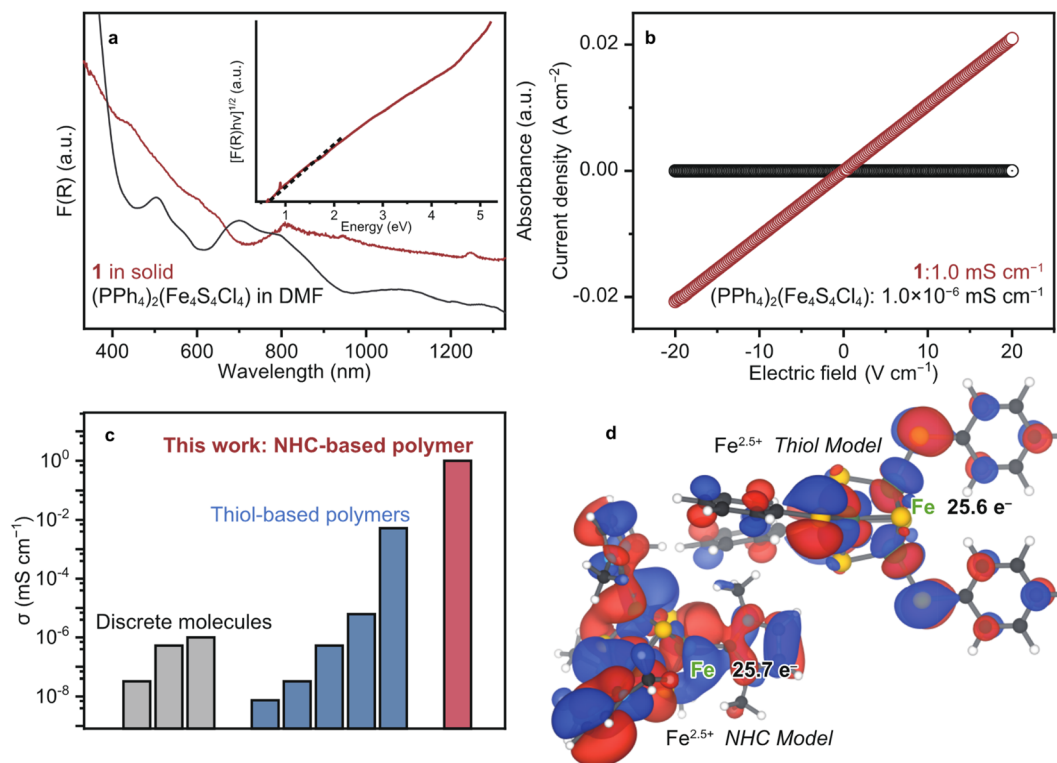 a
F(R) (a.u.)
[F(R)hν]1/2 (a.u.)
1 2 3 4 5
Energy (eV)
Absorbance (a.u.)
1 in solid
(PPh4)2(Fe4S4Cl4) in DMF
400 600 800 1000 1200
Wavelength (nm)
b
Current density (A cm−2)
0.02
0.00
-0.02
1:1.0 mS cm−1
(PPh4)2(Fe4S4Cl4): 1.0×10−6 mS cm−1
-20 -10 0 10 20
Electric field (V cm−1)
c
σ (mS cm−1)
100
10−2
10−4
10−6
10−8
This work: NHC-based polymer
Thiol-based polymers
Discrete molecules
d
Fe2.5+ Thiol Model
Fe 25.6 e−
Fe 25.7 e−
Fe2.5+ NHC Model